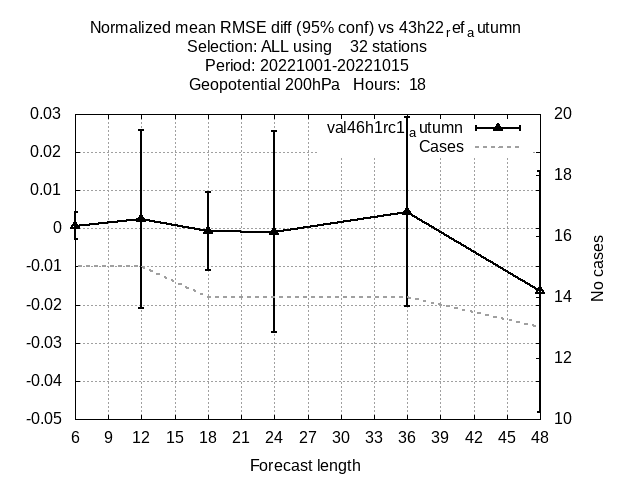 Normalized mean RMSE diff (95% conf) vs 43h22refautumn
Selection: ALL using 32 stations
Period: 20221001-20221015
Geopotential 200hPa Hours: 18
val46h1rc1autumn
Cases
0.03
0.02
0.01
0
-0.01
-0.02
-0.03
-0.04
-0.05
20
18
16
14
12
10
No cases
6 9 12 15 18 21 24 27 30 33 36 39 42 45 48
Forecast length